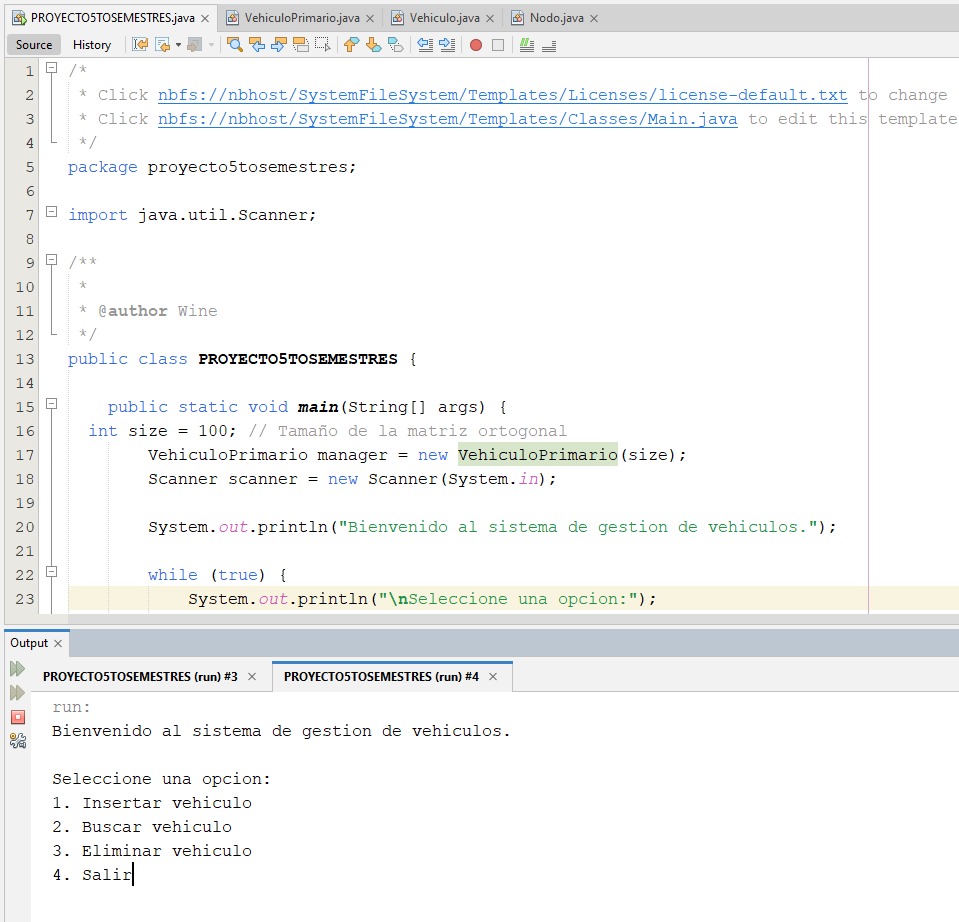 PROYECTO5TOSEMESTRES.java VehiculoPrimario.java Vehiculo.java Nodo.java
Source History
1 /*
2 * Click nbfs://nbhost/SystemFileSystem/Templates/Licenses/license-default.txt to change
3 * Click nbfs://nbhost/SystemFileSystem/Templates/Classes/Main.java to edit this template
4 */
5 package proyecto5tosemestres;
6
7 import java.util.Scanner;
8
9 /**
10 *
11 * @author Wine
12 */
13 public class PROYECTO5TOSEMESTRES {
14
15 public static void main(String[] args) {
16 int size = 100; // Tamaño de la matriz ortogonal
17 VehiculoPrimario manager = new VehiculoPrimario(size);
18 Scanner scanner = new Scanner(System.in);
19
20 System.out.println("Bienvenido al sistema de gestion de vehiculos.");
21
22 while (true) {
23 System.out.println("\nSeleccione una opcion:");
Output
PROYECTO5TOSEMESTRES (run) #3 PROYECTO5TOSEMESTRES (run) #4
run:
Bienvenido al sistema de gestion de vehiculos.
Seleccione una opcion:
1. Insertar vehiculo
2. Buscar vehiculo
3. Eliminar vehiculo
4. Salir